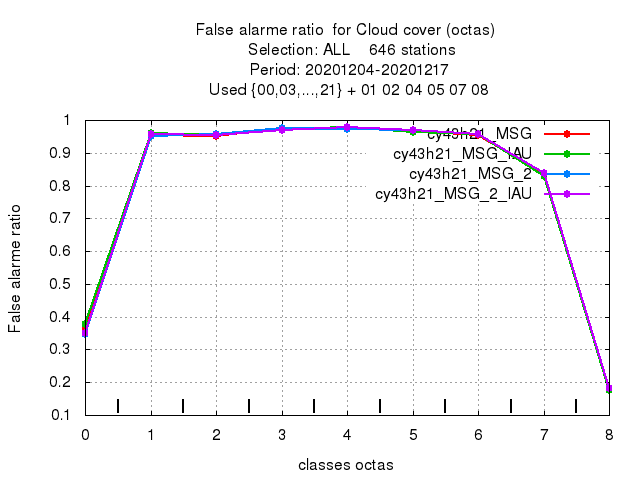 False alarme ratio  for Cloud cover (octas)
Selection: ALL    646 stations
Period: 20201204-20201217
Used {00,03,...,21} + 01 02 04 05 07 08
cy43h21_MSG
cy43h21_MSG_IAU
cy43h21_MSG_2
cy43h21_MSG_2_IAU
False alarme ratio
1
0.9
0.8
0.7
0.6
0.5
0.4
0.3
0.2
0.1
0 1 2 3 4 5 6 7 8
classes octas